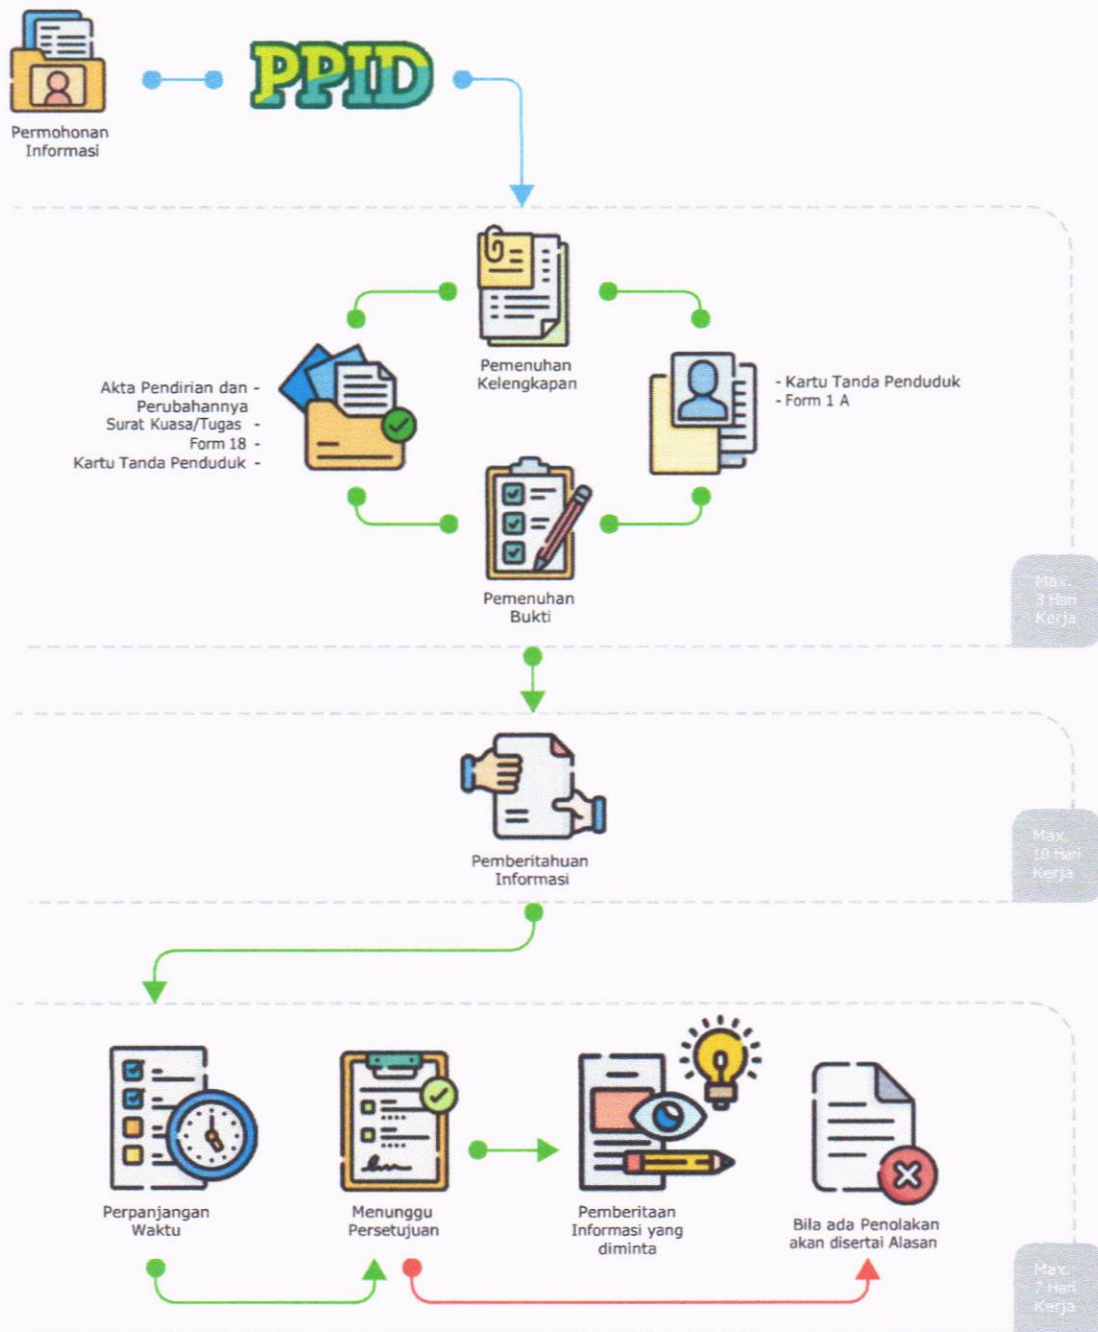 Permohonan
Informasi
PPID
Pemenuhan
Kelengkapan
Akta Pendirian dan -
Perubahannya
Surat Kuasa/Tugas -
Form 18 -
Kartu Tanda Penduduk -
- Kartu Tanda Penduduk
- Form 1 A
Pemenuhan
Bukti
Max.
3 Hari
Kerja
Pemberitahuan
Informasi
Max.
10 Hari
Kerja
Perpanjangan
Waktu
Menunggu
Persetujuan
Pemberitaan
Informasi yang
diminta
Bila ada Penolakan
akan disertai Alasan
Max.
7 Hari
Kerja